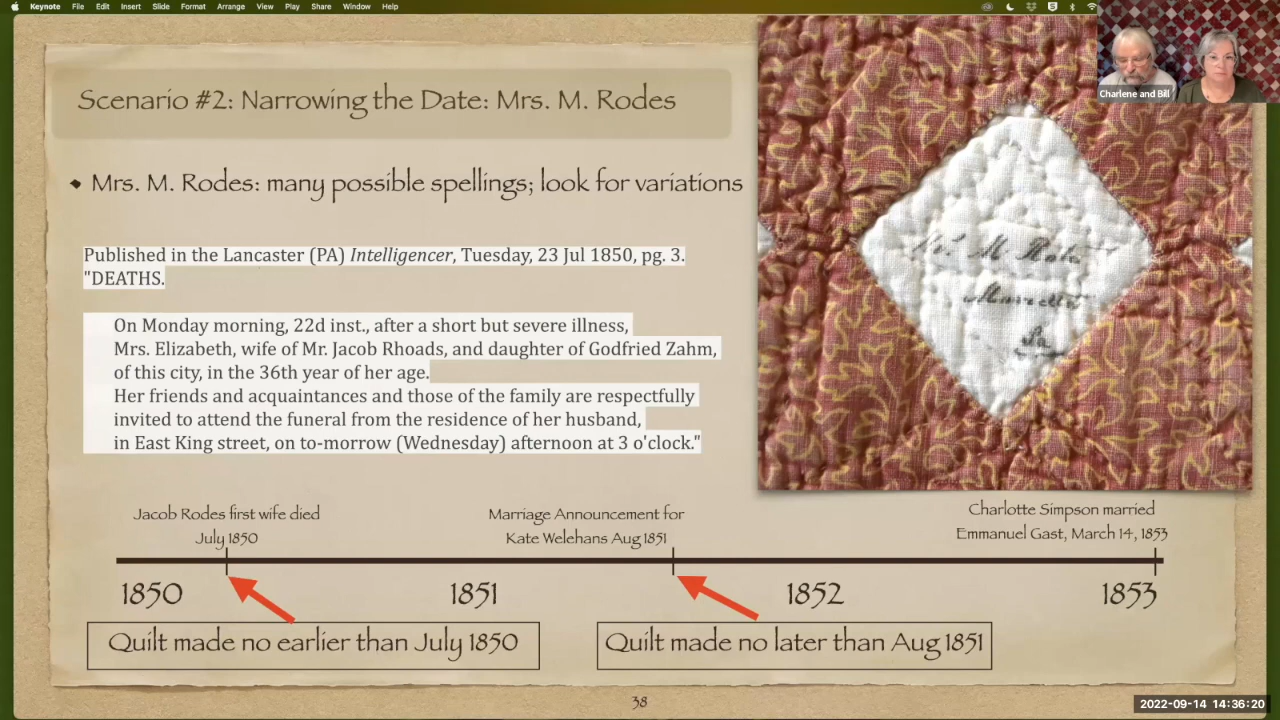 Keynote File Edit Insert Slide Format Arrange View Play Share Window Help
Charlene and Bill
Scenario #2: Narrowing the Date: Mrs. M. Rodes
Mrs. M. Rodes: many possible spellings; look for variations
Published in the Lancaster (PA) Intelligencer, Tuesday, 23 Jul 1850, pg. 3.
"DEATHS.
On Monday morning, 22d inst., after a short but severe illness,
Mrs. Elizabeth, wife of Mr. Jacob Rhoads, and daughter of Godfried Zahm,
of this city, in the 36th year of her age.
Her friends and acquaintances and those of the family are respectfully
invited to attend the funeral from the residence of her husband,
in East King street, on to-morrow (Wednesday) afternoon at 3 o'clock."
M
Pa
Jacob Rodes first wife died
July 1850
Marriage Announcement for
Kate Welehans Aug 1851
Charlotte Simpson married
Emmanuel Gast, March 14, 1853
1850 1851 1852 1853
Quilt made no earlier than July 1850
Quilt made no later than Aug 1851
38
2022-09-14 14:36:20